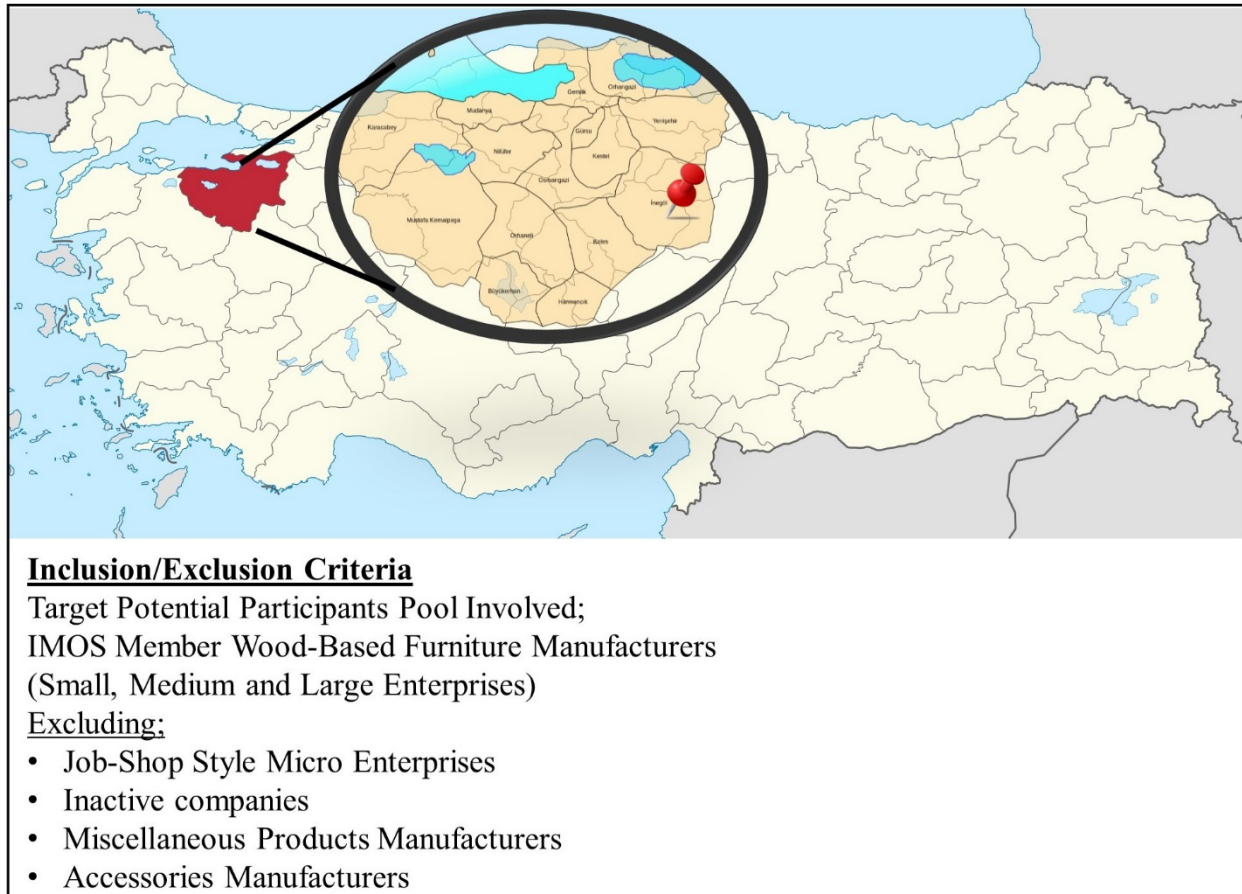 Gemlik
Orhangazi
Mudanya
Karacabey
Gürsu
Yenişehir
Nilüfer
Kestel
Osmangazi
İnegöl
Mustafa Kemalpaşa
Orhaneli
Keles
Büyükorhan
Harmancık
Inclusion/Exclusion Criteria
Target Potential Participants Pool Involved;
IMOS Member Wood-Based Furniture Manufacturers
(Small, Medium and Large Enterprises)
Excluding;
• Job-Shop Style Micro Enterprises
• Inactive companies
• Miscellaneous Products Manufacturers
• Accessories Manufacturers